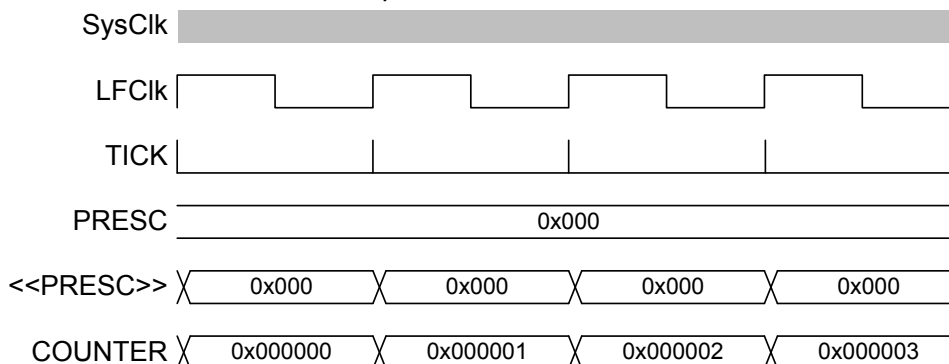 SysClk
LFClk
TICK
PRESC 0x000
<<PRESC>> 0x000 0x000 0x000 0x000
COUNTER 0x000000 0x000001 0x000002 0x000003